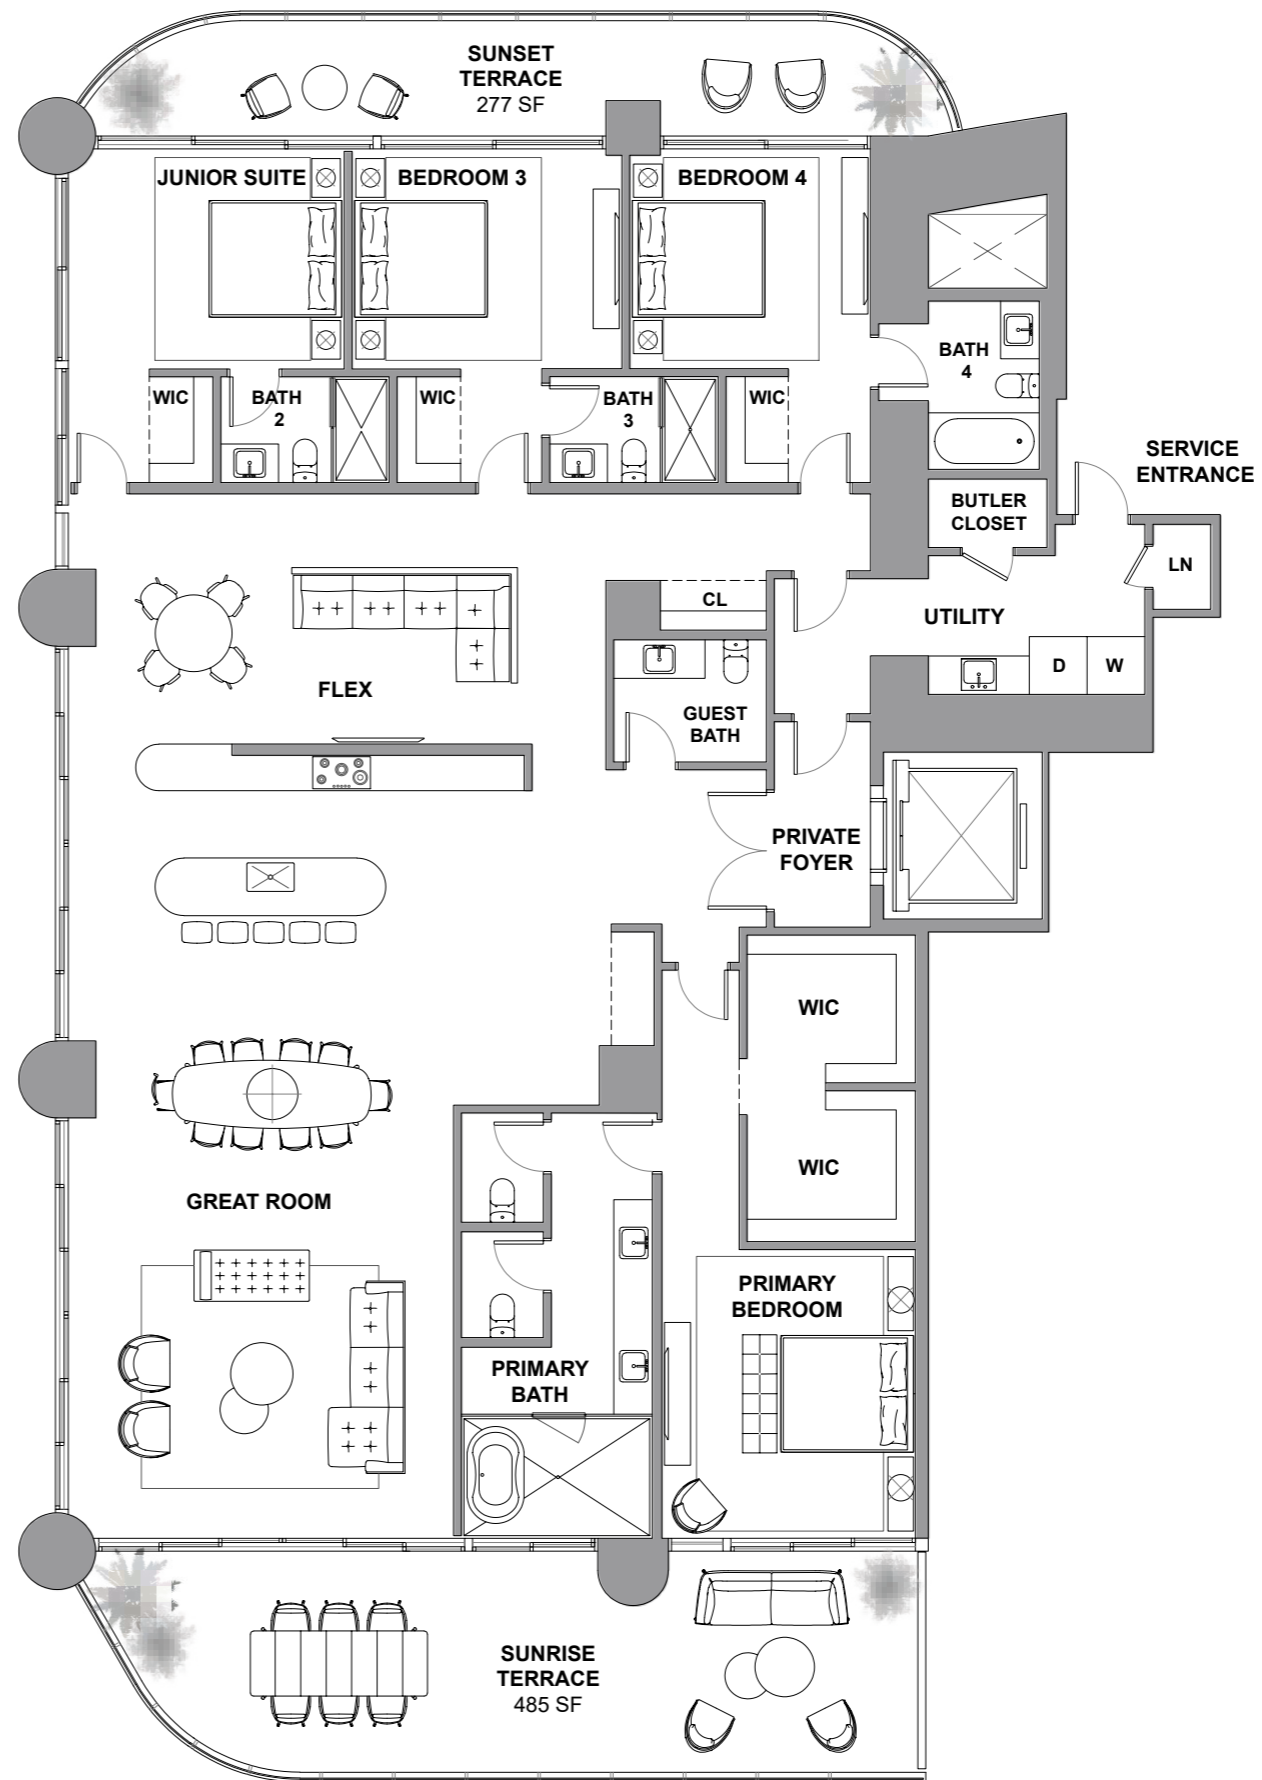 SUNSET
TERRACE
277 SF
JUNIOR SUITE
BEDROOM 3
BEDROOM 4
BATH
4
WIC
BATH
2
WIC
BATH
3
WIC
SERVICE
ENTRANCE
BUTLER
CLOSET
LN
CL
UTILITY
D
W
FLEX
GUEST
BATH
PRIVATE
FOYER
WIC
WIC
GREAT ROOM
PRIMARY
BEDROOM
PRIMARY
BATH
SUNRISE
TERRACE
485 SF